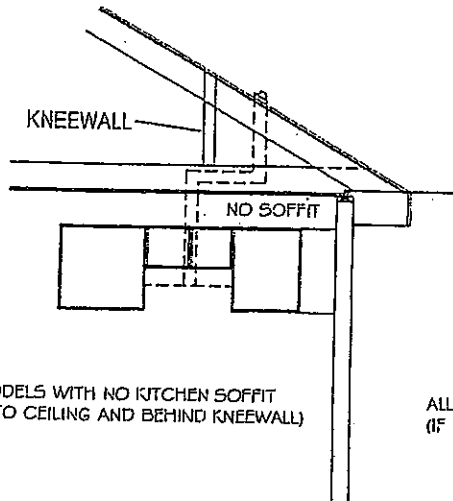 KNEEWALL
NO SOFFIT
ODELS WITH NO KITCHEN SOFFIT
TO CEILING AND BEHIND KNEEWALL)
ALL
(IF